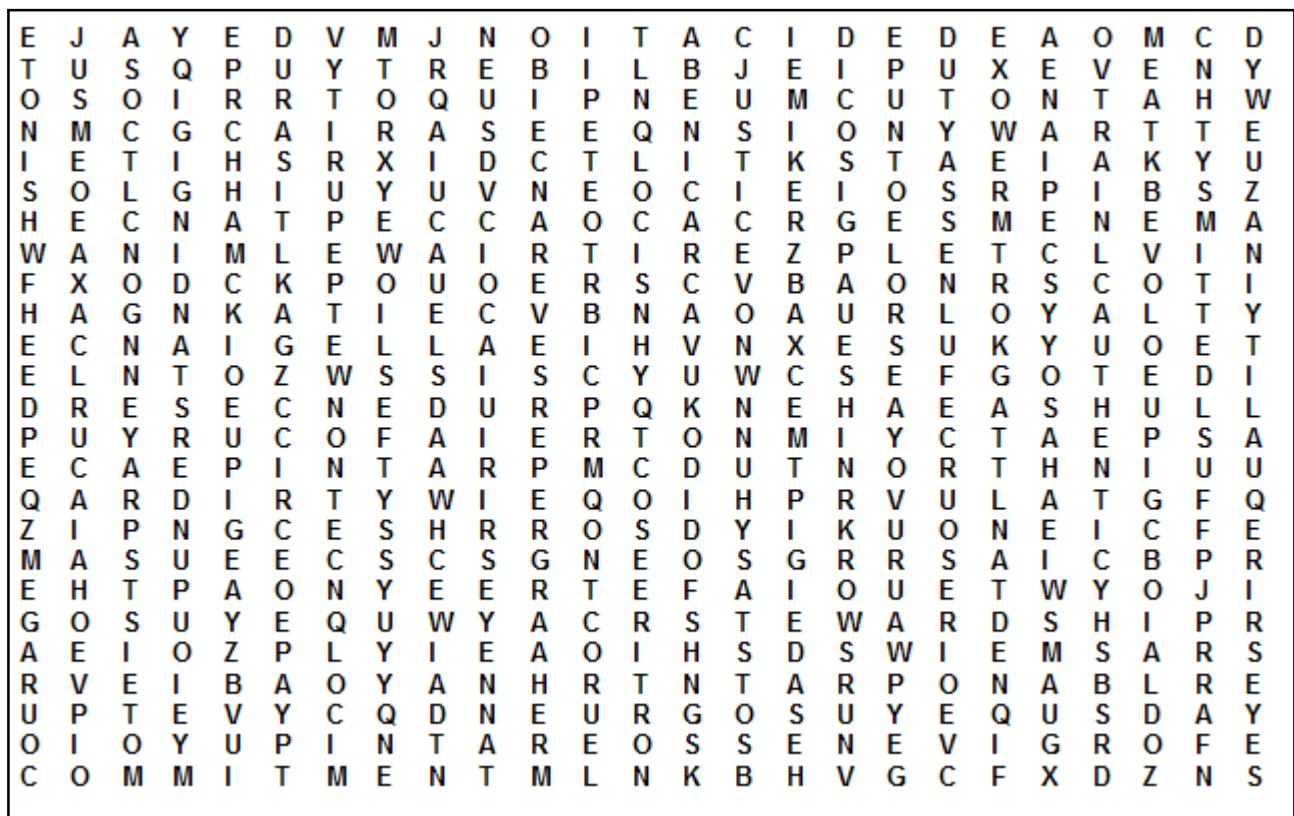 E J A Y E D V M J N O I T A C I D E D E A O M C D
T U S Q P U Y T R E B I L B J E I P U X E V E N Y
O S O I R R T O Q U I P N E U M C U T O N T A H W
N M C G C A I R A S E E Q N S I O N Y W A R T T E
I E T I H S R X I D C T L I T K S T A E I A K Y U
S O L G H I U Y U V N E O C I E I O S R P I B S Z
H E C N A T P E C C A O C A C R G E S M E N E M A
W A N I M L E W A I R T I R E Z P L E T C L V I N
F X O D C K P O U O E R S C V B A O N R S C O T I
H A G N K A T I E C V B N A O A U R L O Y A L T Y
E C N A I G E L L A E I H V N X E S U K Y U O E T
E L N T O Z W S S I S C Y U W C S E F G O T E D I
D R E S E C N E D U R P Q K N E H A E A S H U L L
P U Y R U C O F A I E R T O N M I Y C T A E P S A
E C A E P I N T A R P M C D U T N O R T H N I U U
Q A R D I R T Y W I E Q O I H P R V U L A T G F Q
Z I P N G C E S H R R O S D Y I K U O N E I C F E
M A S U E E C S C S G N E O S G R R S A I C B P R
E H T P A O N Y E E R T E F A I O U E T W Y O J I
G O S U Y E Q U W Y A C R S T E W A R D S H I P R
A E I O Z P L Y I E A O I H S D S W I E M S A R S
R V E I B A O Y A N H R T N T A R P O N A B L R E
U P T E V Y C Q D N E U R G O S U Y E Q U S D A Y
O I O Y U P I N T A R E O S S E N E V I G R O F E
C O M M I T M E N T M L N K B H V G C F X D Z N S